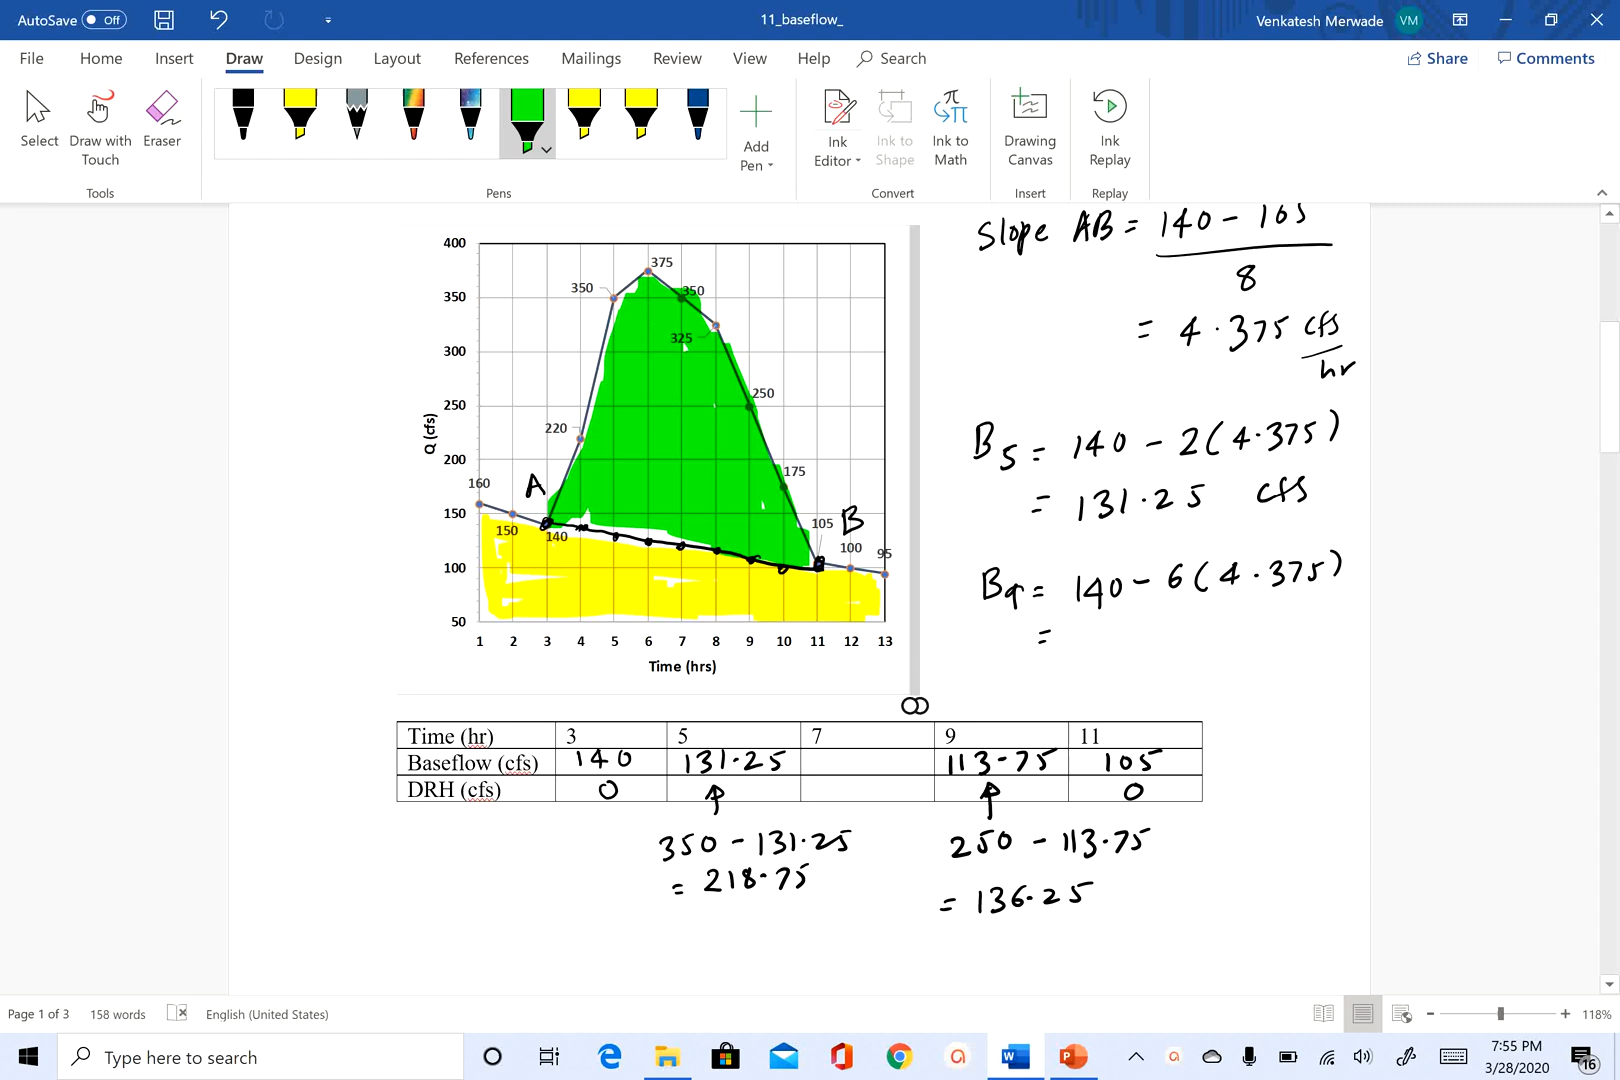 AutoSave Off 11_baseflow_ Venkatesh Merwade VM
File Home Insert Draw Design Layout References Mailings Review View Help Search Share Comments
Select Draw with Touch Eraser Add Pen Ink Editor Ink to Shape Ink to Math Drawing Canvas Ink Replay
Tools Pens Convert Insert Replay
Slope AB = 140 - 105
8
= 4.375 cfs
hr
B5 = 140 - 2(4.375)
= 131.25 cfs
B9 = 140 - 6(4.375)
=
400
350
300
250
200
150
100
50
Q (cfs)
160
150
140
220
350
375
350
325
250
175
105
100
95
A
B
1 2 3 4 5 6 7 8 9 10 11 12 13
Time (hrs)
Time (hr) 3 5 7 9 11
Baseflow (cfs) 140 131.25 113.75 105
DRH (cfs) 0 0
350 - 131.25
= 218.75
250 - 113.75
= 136.25
Page 1 of 3 158 words English (United States) 118%
Type here to search
7:55 PM
3/28/2020
16